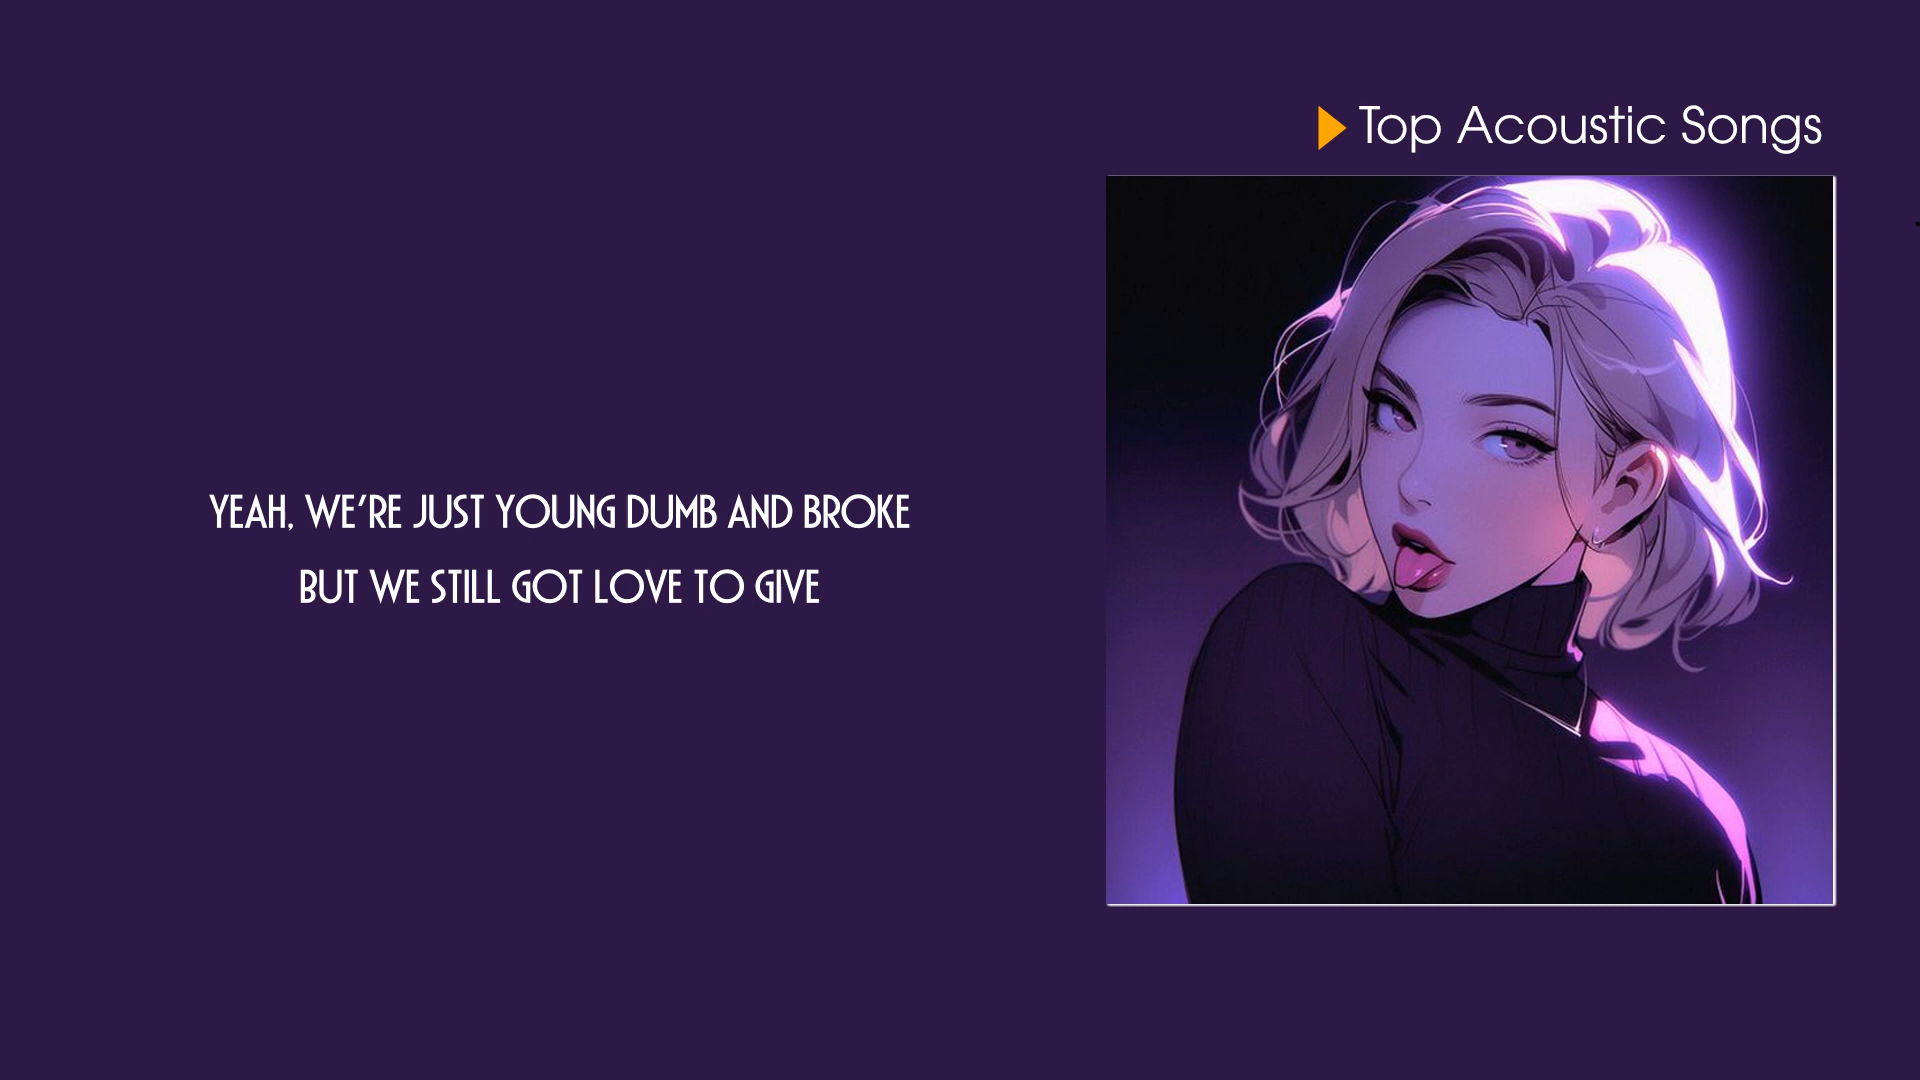 Top Acoustic Songs
YEAH, WE'RE JUST YOUNG DUMB AND BROKE
BUT WE STILL GOT LOVE TO GIVE